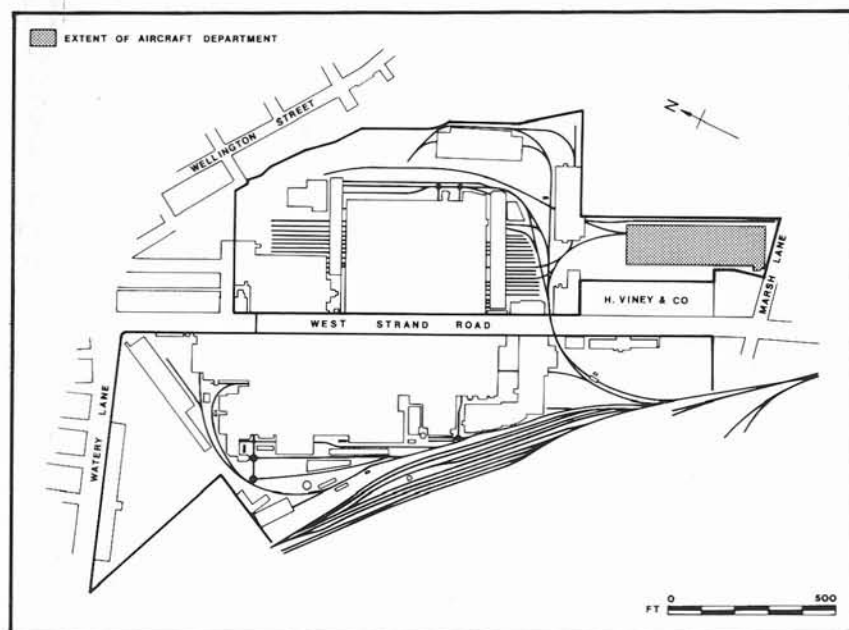 EXTENT OF AIRCRAFT DEPARTMENT
WELLINGTON STREET
N
H. VINEY & CO
MARSH LANE
WEST STRAND ROAD
WATERY LANE
0 500
FT